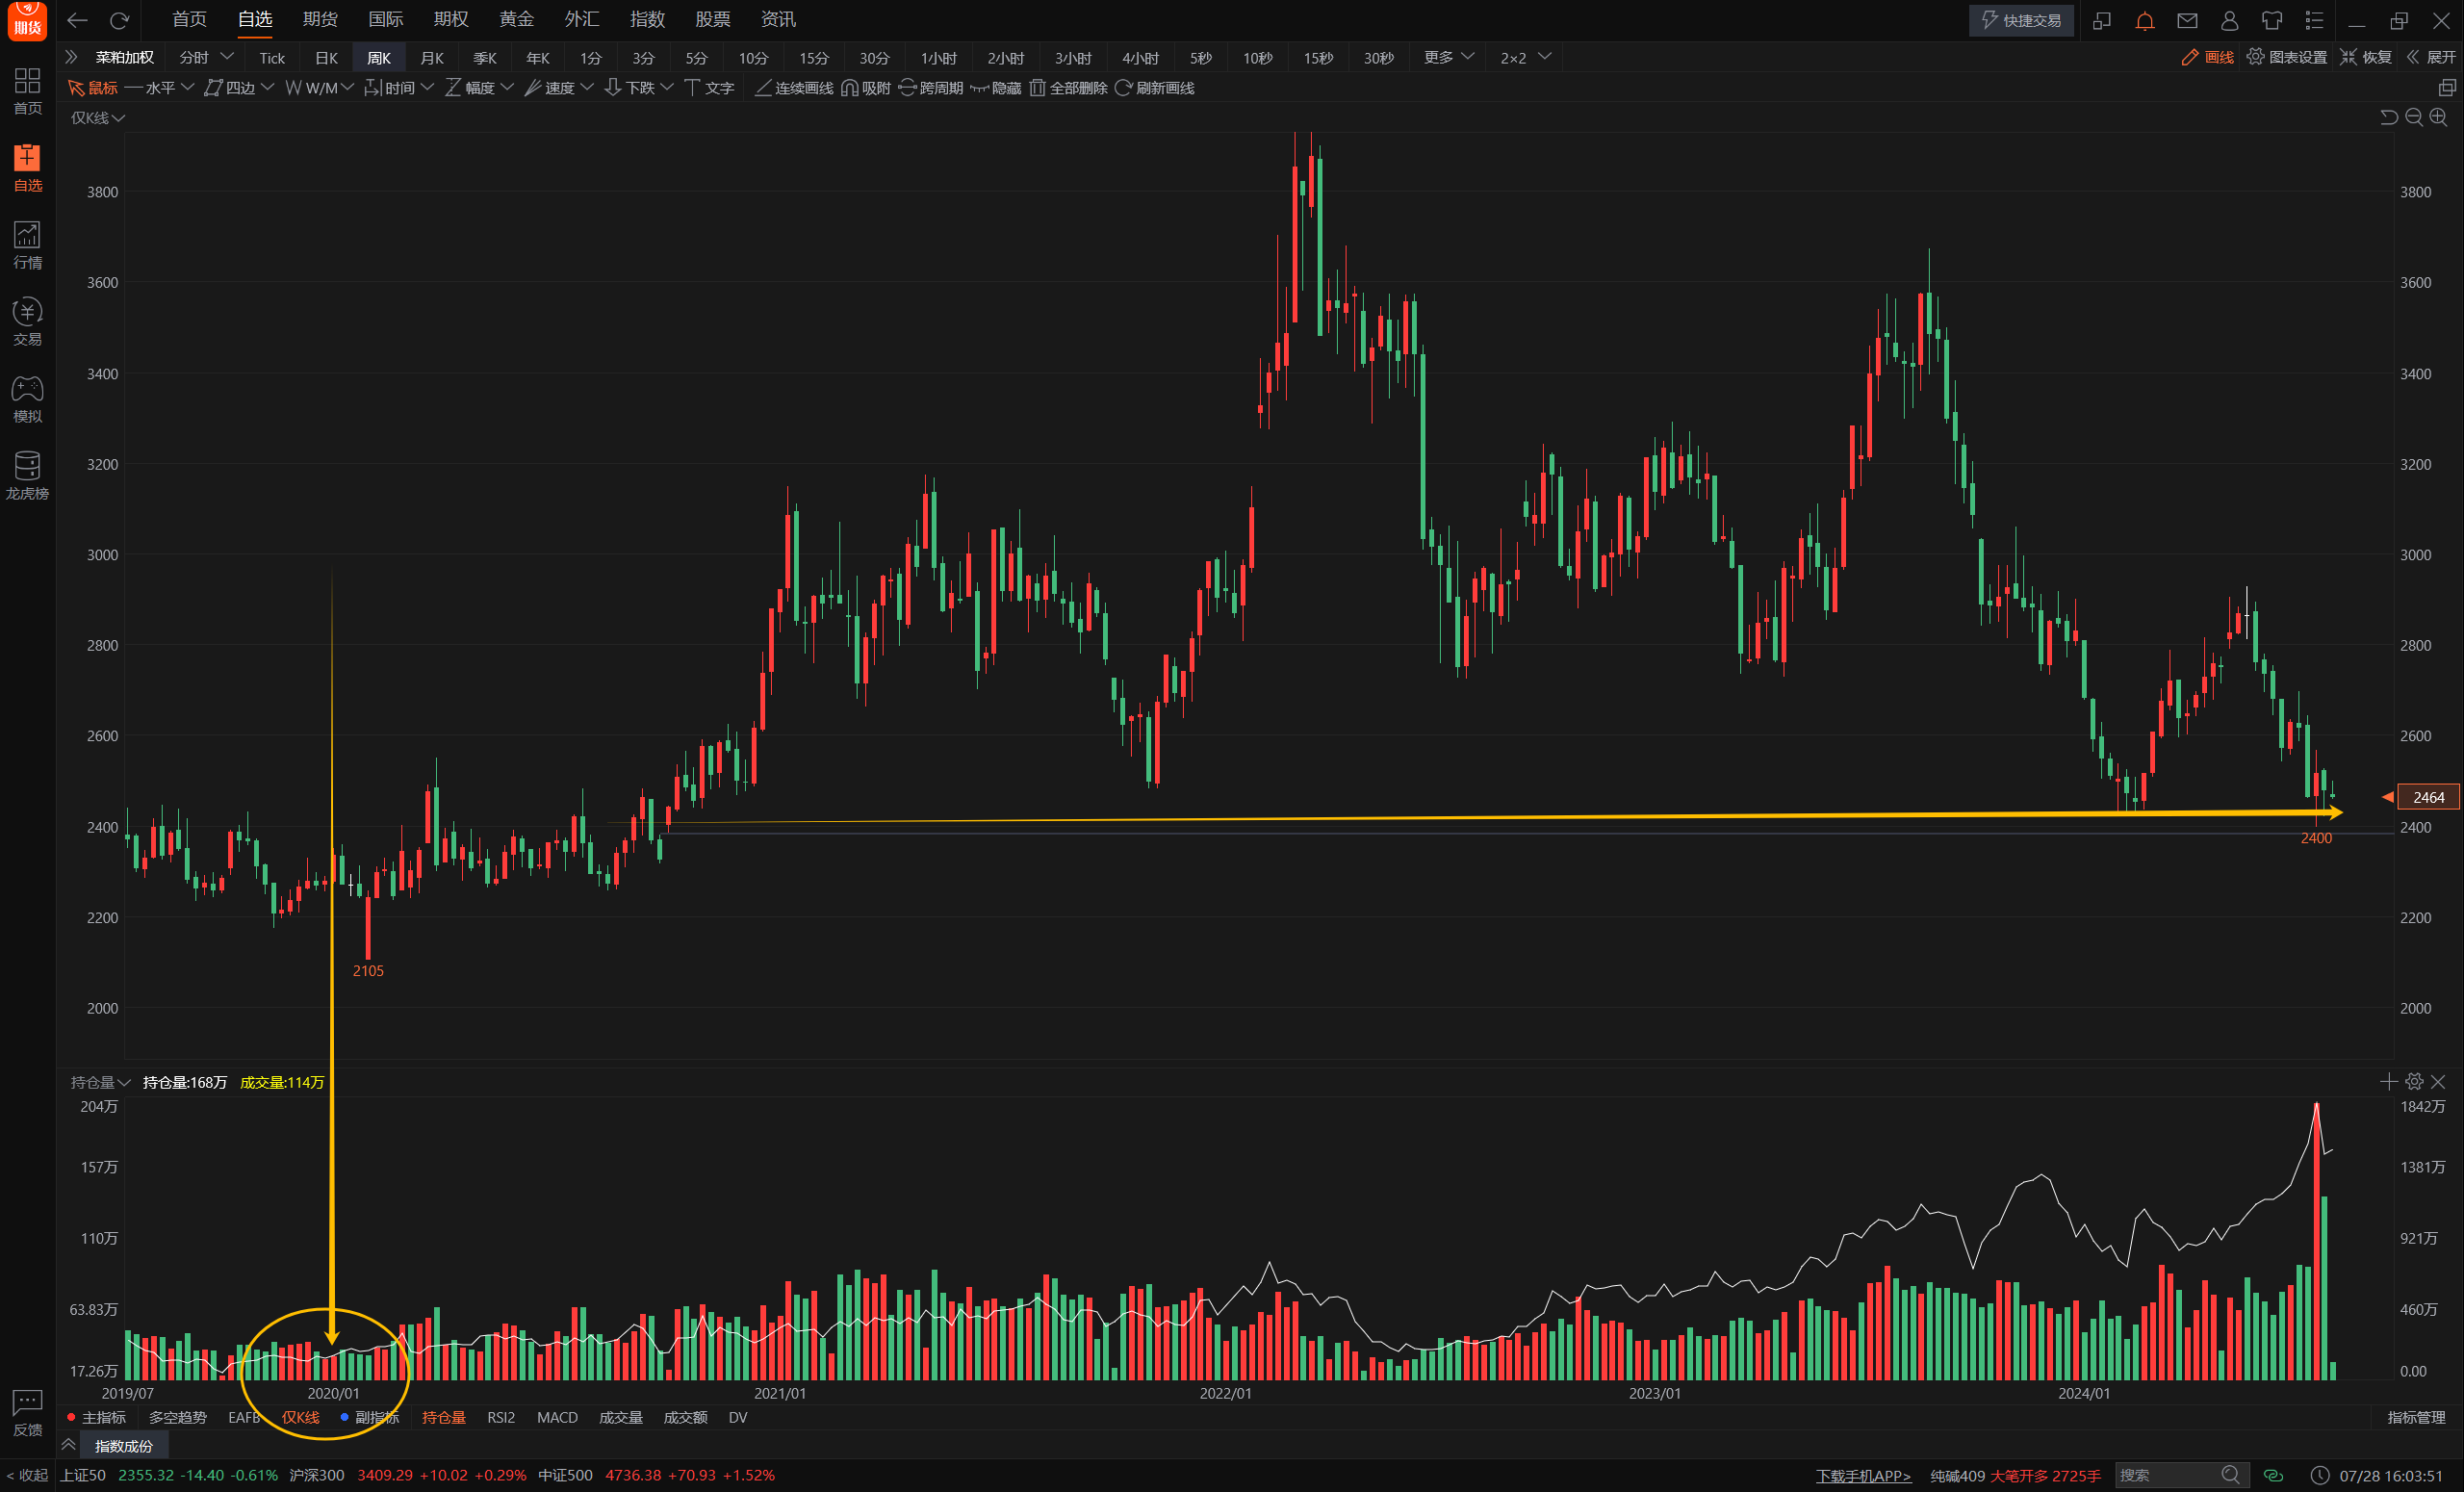 期货 首页 自选 期货 国际 期权 黄金 外汇 指数 股票 资讯 快捷交易
菜粕加权 分时 Tick 日K 周K 月K 季K 年K 1分 3分 5分 10分 15分 30分 1小时 2小时 3小时 4小时 5秒 10秒 15秒 30秒 更多 2×2 画线 图表设置 恢复 展开
鼠标 水平 四边 W/M 时间 幅度 速度 下跌 文字 连续画线 吸附 跨周期 隐藏 全部删除 刷新画线
首页
自选
行情
交易
模拟
龙虎榜
反馈
仅K线
3800 3800
3600 3600
3400 3400
3200 3200
3000 3000
2800 2800
2600 2600
2464
2400 2400
2400
2200 2200
2105
2000 2000
持仓量 持仓量:168万 成交量:114万
204万 1842万
157万 1381万
110万 921万
63.83万 460万
17.26万 0.00
2019/07 2020/01 2021/01 2022/01 2023/01 2024/01
主指标 多空趋势 EAFB 仅K线 副指标 持仓量 RSI2 MACD 成交量 成交额 DV 指标管理
指数成份
< 收起 上证50 2355.32 -14.40 -0.61% 沪深300 3409.29 +10.02 +0.29% 中证500 4736.38 +70.93 +1.52% 下载手机APP> 纯碱409 大笔开多 2725手 搜索 07/28 16:03:51